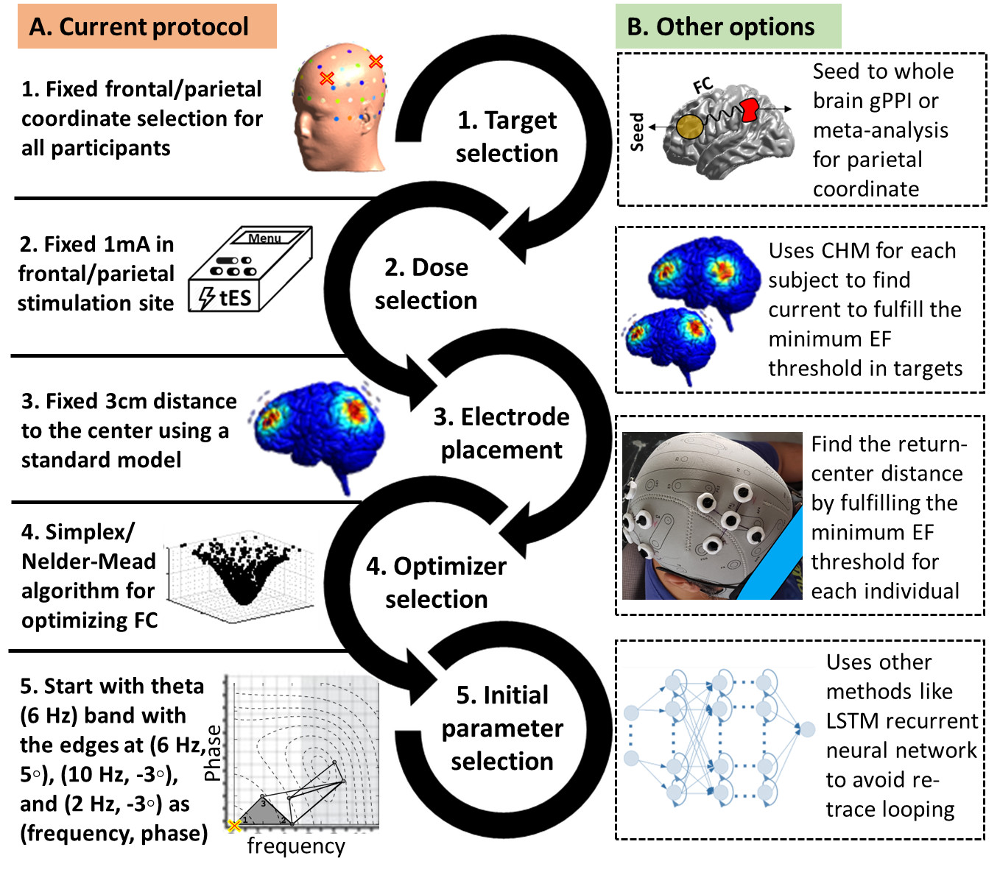 A. Current protocol
B. Other options
1. Fixed frontal/parietal
coordinate selection for
all participants
1. Target
selection
FC
Seed
Seed to whole
brain gPPI or
meta-analysis
for parietal
coordinate
2. Fixed 1mA in
frontal/parietal
stimulation site
Menu
tES
2. Dose
selection
Uses CHM for each
subject to find
current to fulfill the
minimum EF
threshold in targets
3. Fixed 3cm distance
to the center using a
standard model
3. Electrode
placement
Find the return-
center distance
by fulfilling the
minimum EF
threshold for
each individual
4. Simplex/
Nelder-Mead
algorithm for
optimizing FC
4. Optimizer
selection
5. Start with theta
(6 Hz) band with
the edges at (6 Hz,
5◦), (10 Hz, -3◦),
and (2 Hz, -3◦) as
(frequency, phase)
Phase
3
1
2
frequency
5. Initial
parameter
selection
Uses other
methods like
LSTM recurrent
neural network
to avoid re-
trace looping